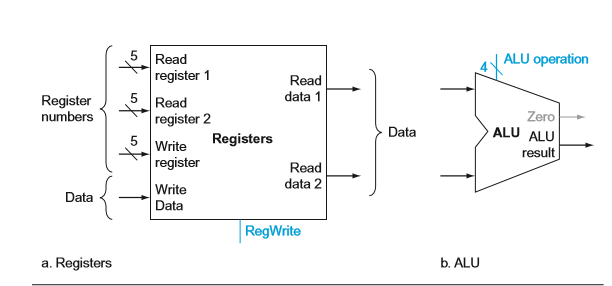 Register
numbers
Data
5
5
5
Read
register 1
Read
register 2
Write
register
Write
Data
Registers
Read
data 1
Read
data 2
Data
RegWrite
a. Registers
4
ALU operation
Zero
ALU
ALU
result
b. ALU